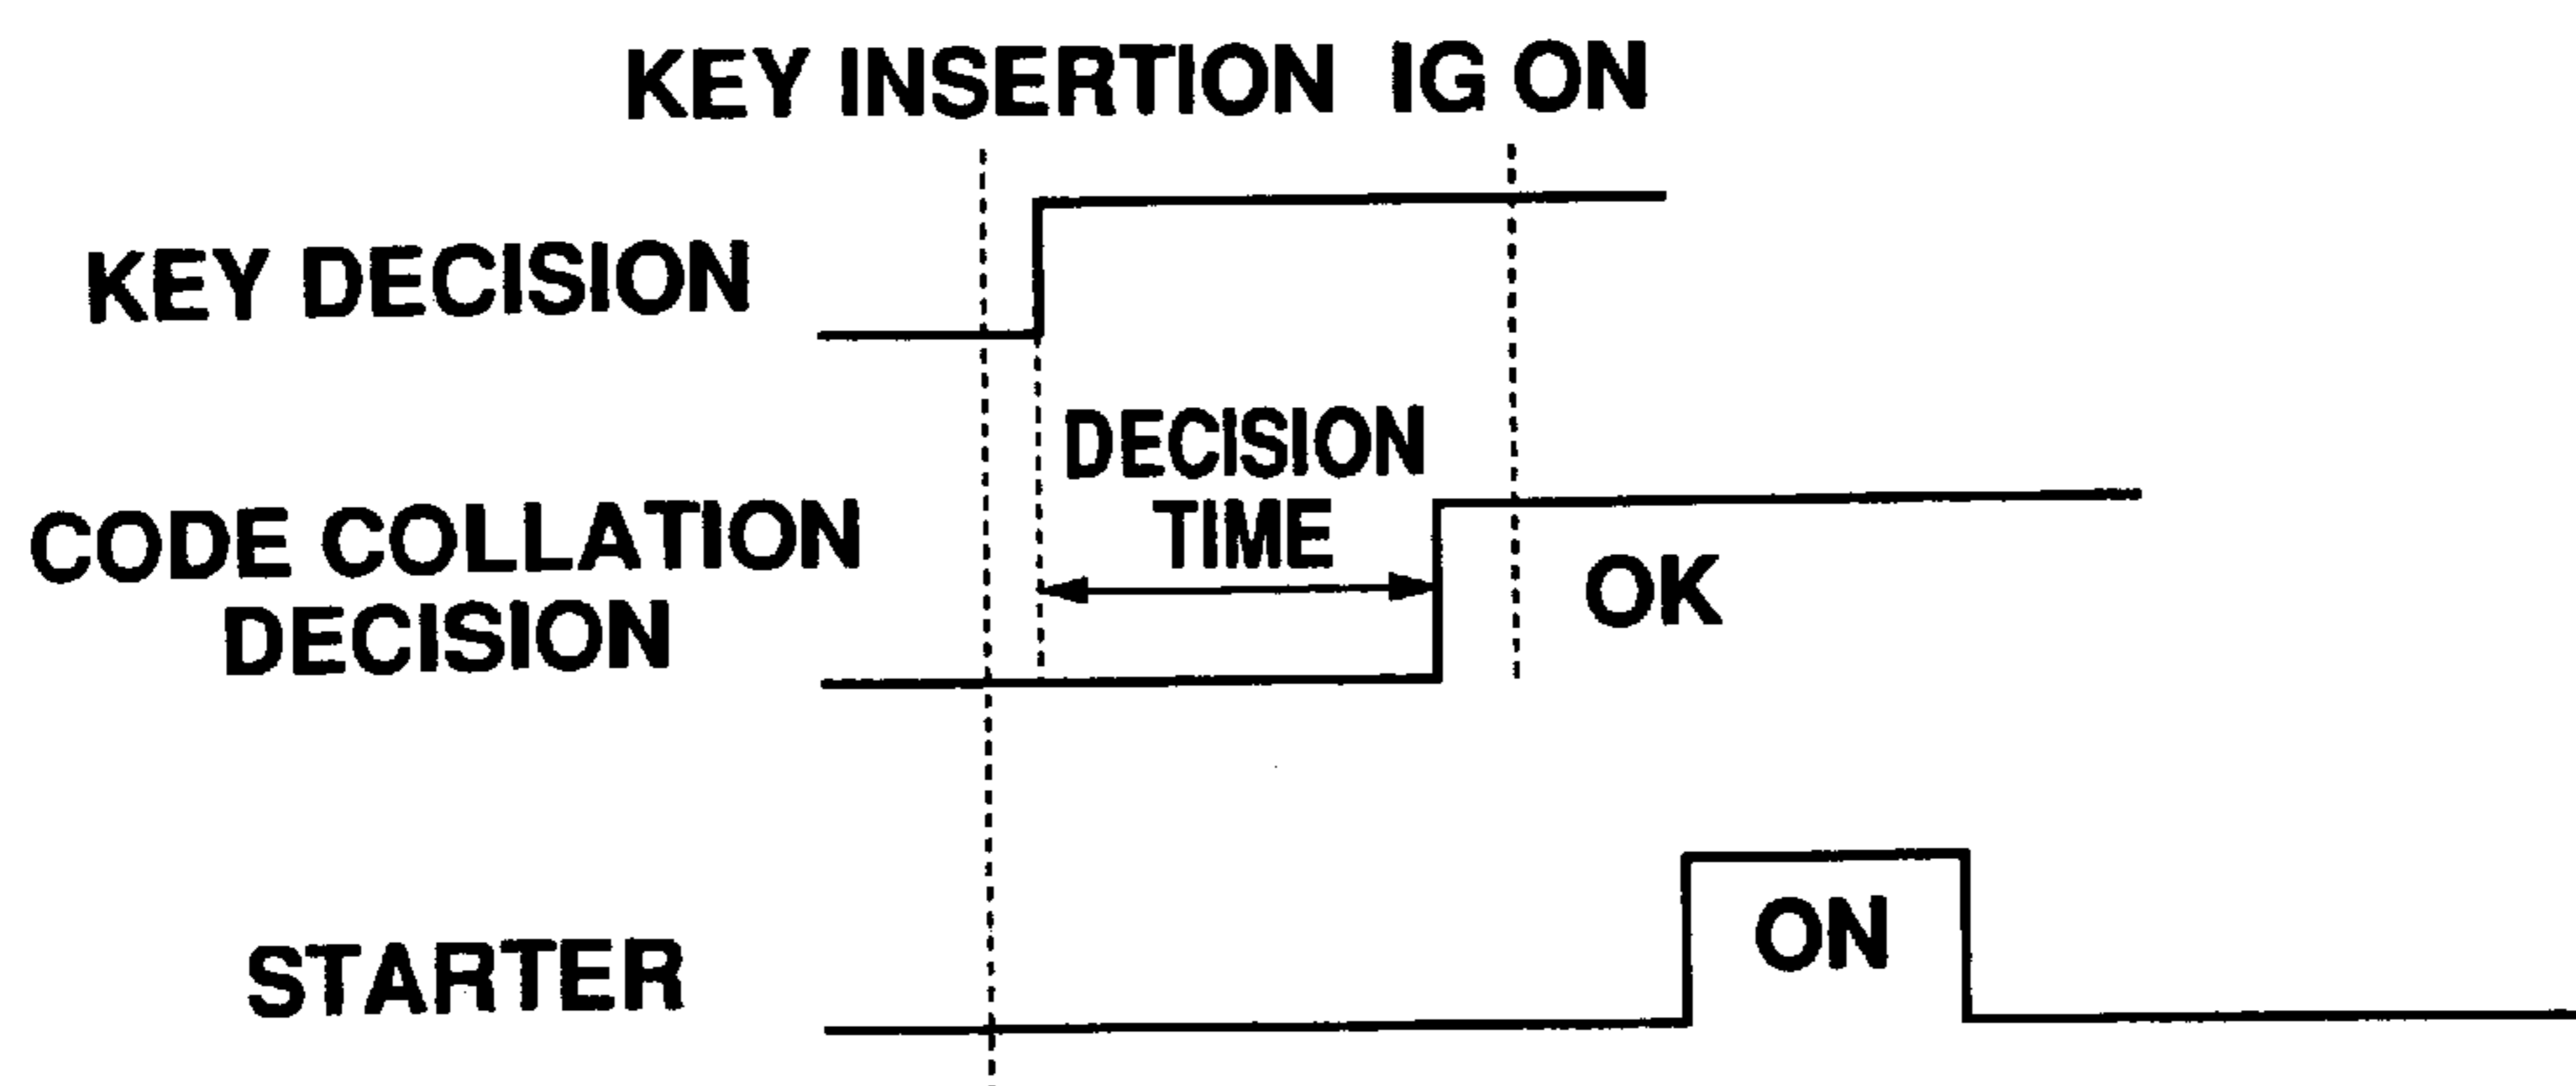 KEY INSERTION IG ON
KEY DECISION
DECISION
TIME
CODE COLLATION
DECISION
OK
STARTER
ON